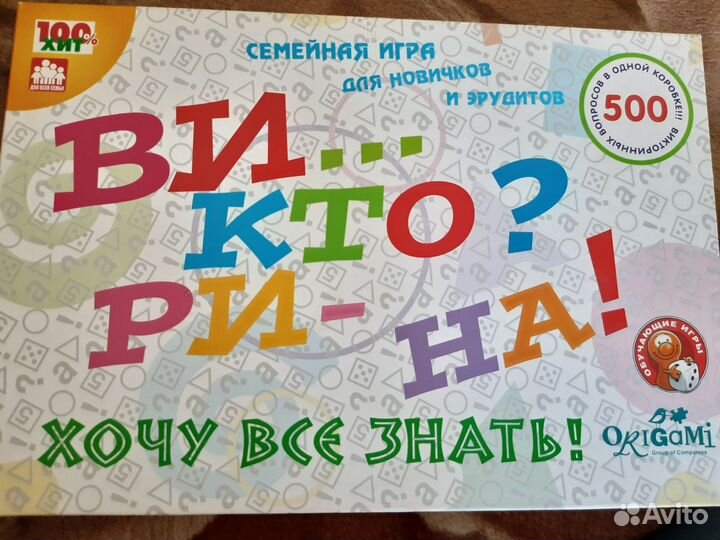 100%
ХИТ
ДЛЯ ВСЕЙ СЕМЬИ
СЕМЕЙНАЯ ИГРА
ДЛЯ НОВИЧКОВ
И ЭРУДИТОВ
500
ВИКТОРИННЫХ ВОПРОСОВ В ОДНОЙ КОРОБКЕ!!!
ВИ...
КТО?
РИ-
НА!
ОБУЧАЮЩИЕ ИГРЫ
ХОЧУ ВСЕ ЗНАТЬ!
ORIGAMI
Group of Companies
Avito